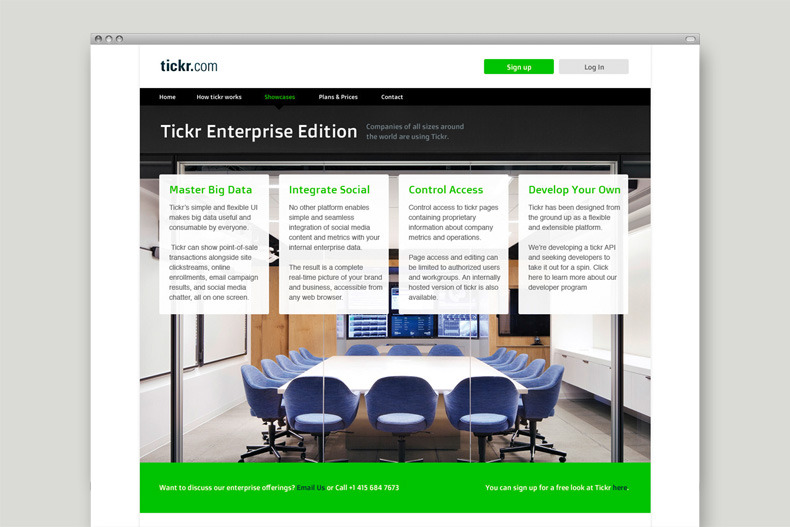 tickr.com
Sign up
Log In
Home
How tickr works
Showcases
Plans & Prices
Contact
Tickr Enterprise Edition
Companies of all sizes around
the world are using Tickr.
Master Big Data
Tickr's simple and flexible UI
makes big data useful and
consumable by everyone.
Tickr can show point-of-sale
transactions alongside site
clickstreams, online
enrollments, email campaign
results, and social media
chatter, all on one screen.
Integrate Social
No other platform enables
simple and seamless
integration of social media
content and metrics with your
internal enterprise data.
The result is a complete
real-time picture of your brand
and business, accessible from
any web browser.
Control Access
Control access to tickr pages
containing proprietary
information about company
metrics and operations.
Page access and editing can
be limited to authorized users
and workgroups. An internally
hosted version of tickr is also
available.
Develop Your Own
Tickr has been designed from
the ground up as a flexible
and extensible platform.
We're developing a tickr API
and seeking developers to
take it out for a spin. Click
here to learn more about our
developer program
Want to discuss our enterprise offerings? Email Us or Call +1 415 684 7673
You can sign up for a free look at Tickr here.